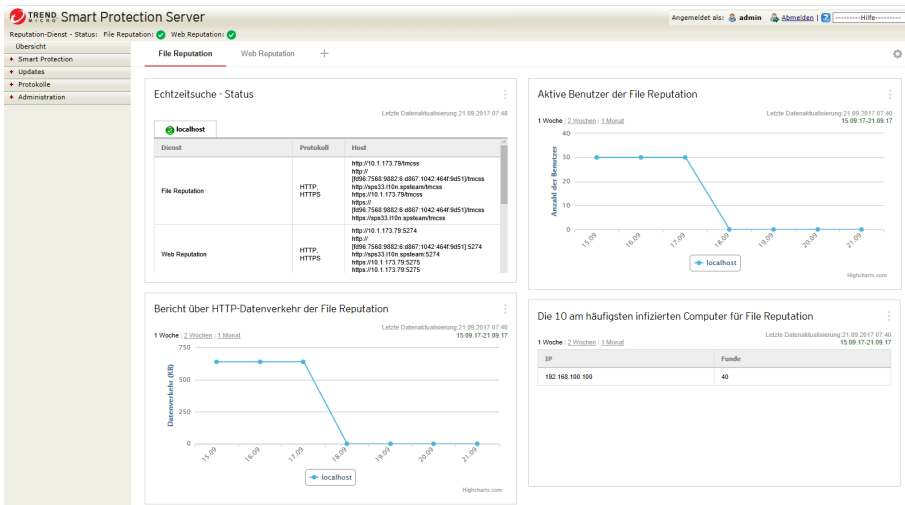 TREND MICRO Smart Protection Server
Angemeldet als: admin Abmelden | ---------Hilfe---------
Reputation-Dienst - Status: File Reputation: Web Reputation:
Übersicht
Smart Protection
Updates
Protokolle
Administration
File Reputation Web Reputation +
Echtzeitsuche - Status
Letzte Datenaktualisierung:21.09.2017 07:48
localhost
Dienst Protokoll Host
File Reputation
HTTP,
HTTPS
http://10.1.173.79/tmcss
http://
[fd96:7568:9882:6:d867:1042:464f:9d51]/tmcss
http://sps33.l10n.spsteam/tmcss
https://10.1.173.79/tmcss
https://
[fd96:7568:9882:6:d867:1042:464f:9d51]/tmcss
https://sps33.l10n.spsteam/tmcss
Web Reputation
HTTP,
HTTPS
http://10.1.173.79:5274
http://
[fd96:7568:9882:6:d867:1042:464f:9d51]:5274
http://sps33.l10n.spsteam:5274
https://10.1.173.79:5275
https://10.1.173.79:5275
Aktive Benutzer der File Reputation
Letzte Datenaktualisierung:21.09.2017 07:40
1 Woche | 2 Wochen | 1 Monat 15.09.17-21.09.17
Anzahl der Benutzer
40
30
20
10
0
15.09 16.09 17.09 18.09 19.09 20.09 21.09
localhost
Highcharts.com
Bericht über HTTP-Datenverkehr der File Reputation
Letzte Datenaktualisierung:21.09.2017 07:40
1 Woche | 2 Wochen | 1 Monat 15.09.17-21.09.17
Datenverkehr (KB)
750
500
250
0
15.09 16.09 17.09 18.09 19.09 20.09 21.09
localhost
Highcharts.com
Die 10 am häufigsten infizierten Computer für File Reputation
Letzte Datenaktualisierung:21.09.2017 07:40
1 Woche | 2 Wochen | 1 Monat 15.09.17-21.09.17
IP Funde
192.168.100.100 40